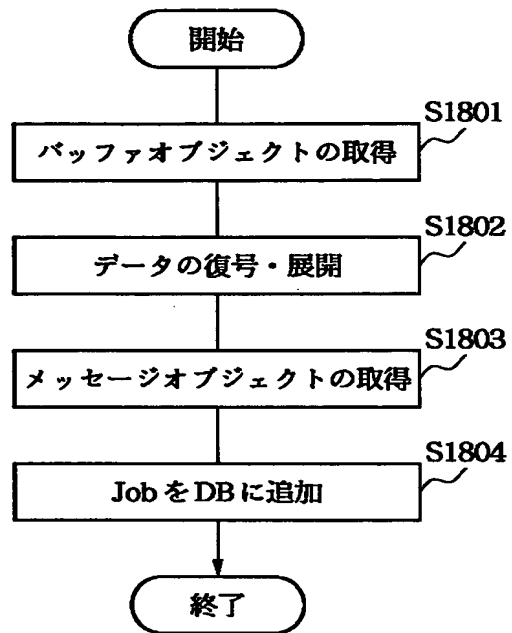 開始
S1801
バッファオブジェクトの取得
S1802
データの復号・展開
S1803
メッセージオブジェクトの取得
S1804
JobをDBに追加
終了